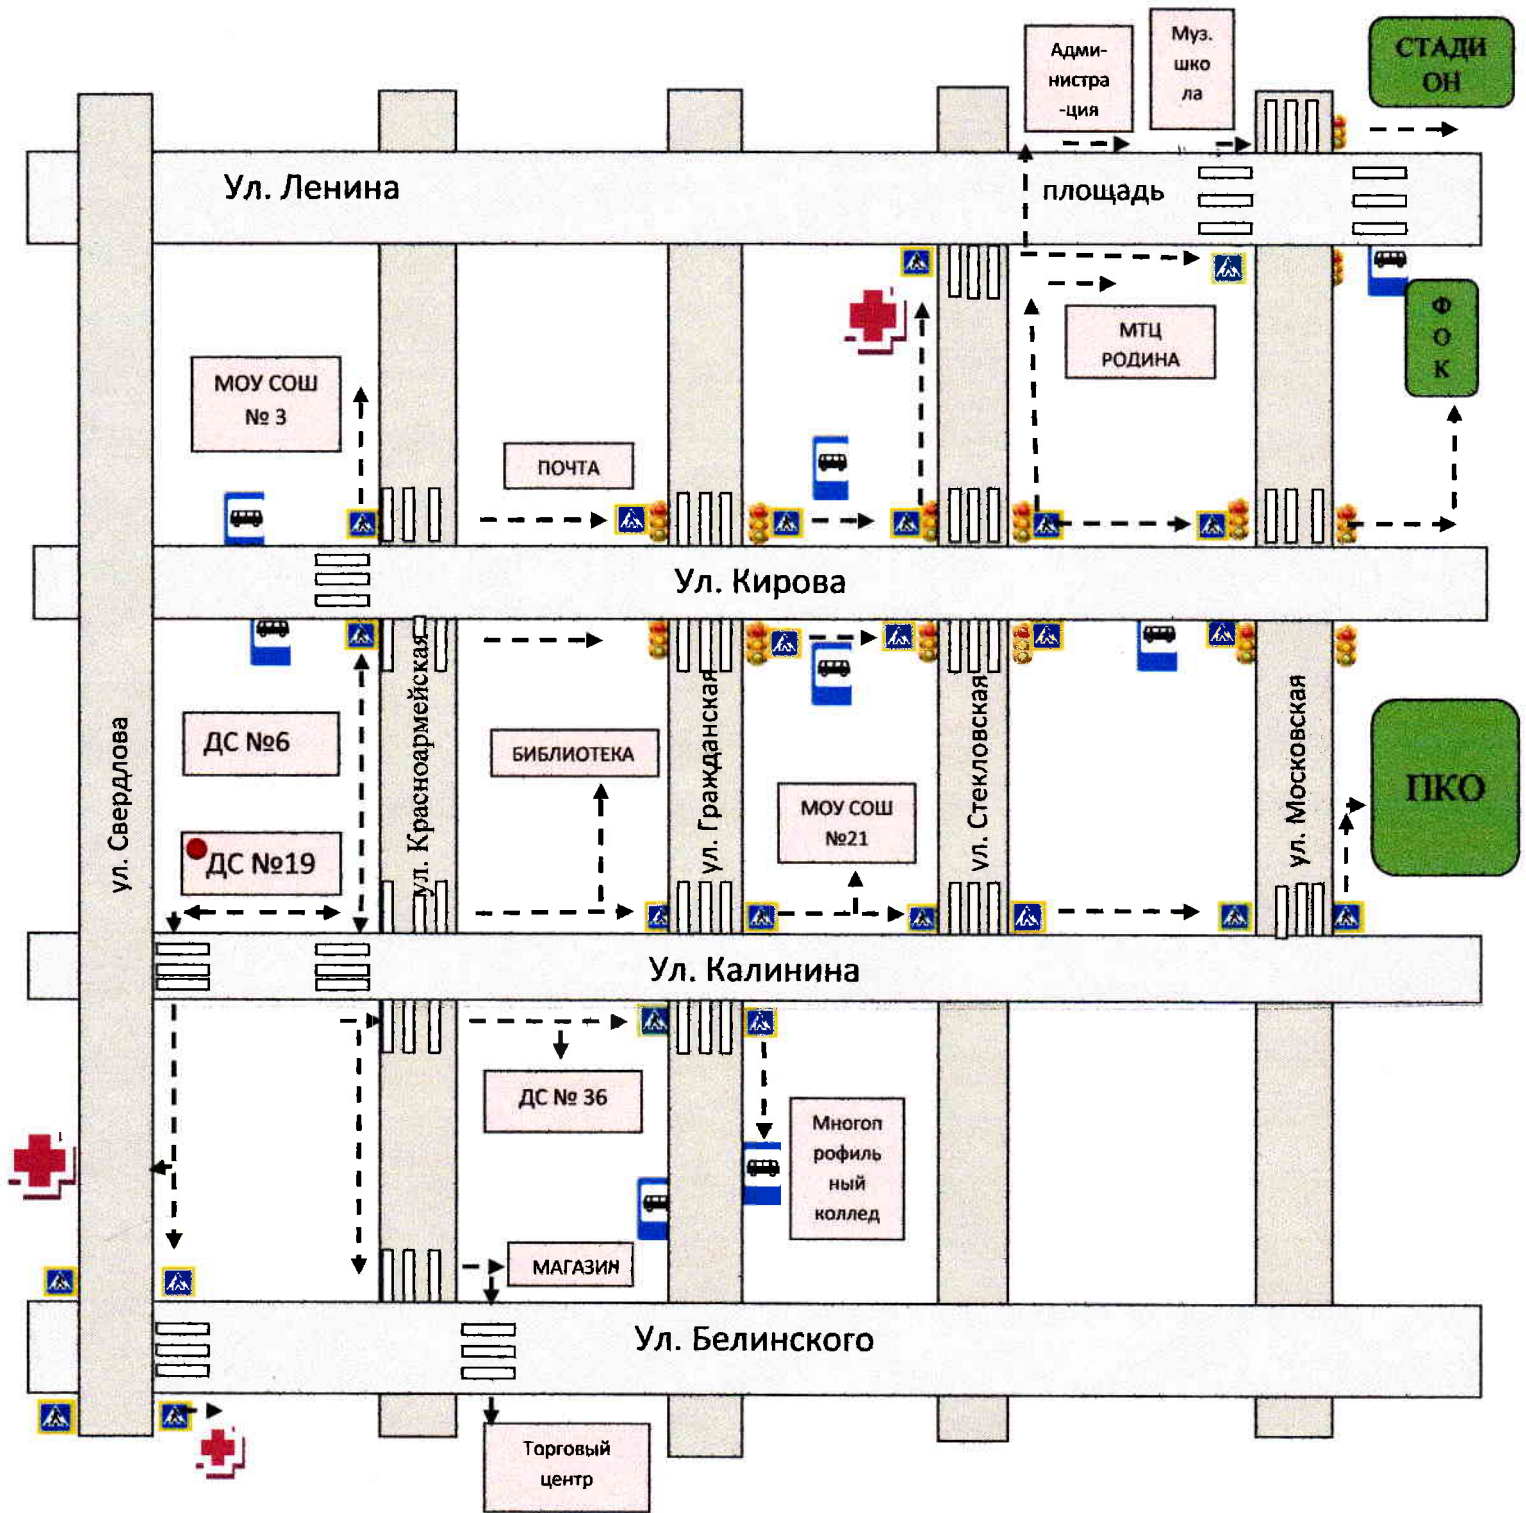 Адми-
нистра
-ция
Муз.
шко
ла
СТАДИ
ОН
Ул. Ленина
площадь
МТЦ
РОДИНА
Ф
О
К
МОУ СОШ
№ 3
ПОЧТА
Ул. Кирова
ул. Свердлова
ул. Красноармейская
ул. Гражданская
ул. Стекловская
ул. Московская
ДС №6
БИБЛИОТЕКА
МОУ СОШ
№21
ПКО
ДС №19
Ул. Калинина
ДС № 36
Многоп
рофиль
ный
коллед
МАГАЗИН
Ул. Белинского
Торговый
центр